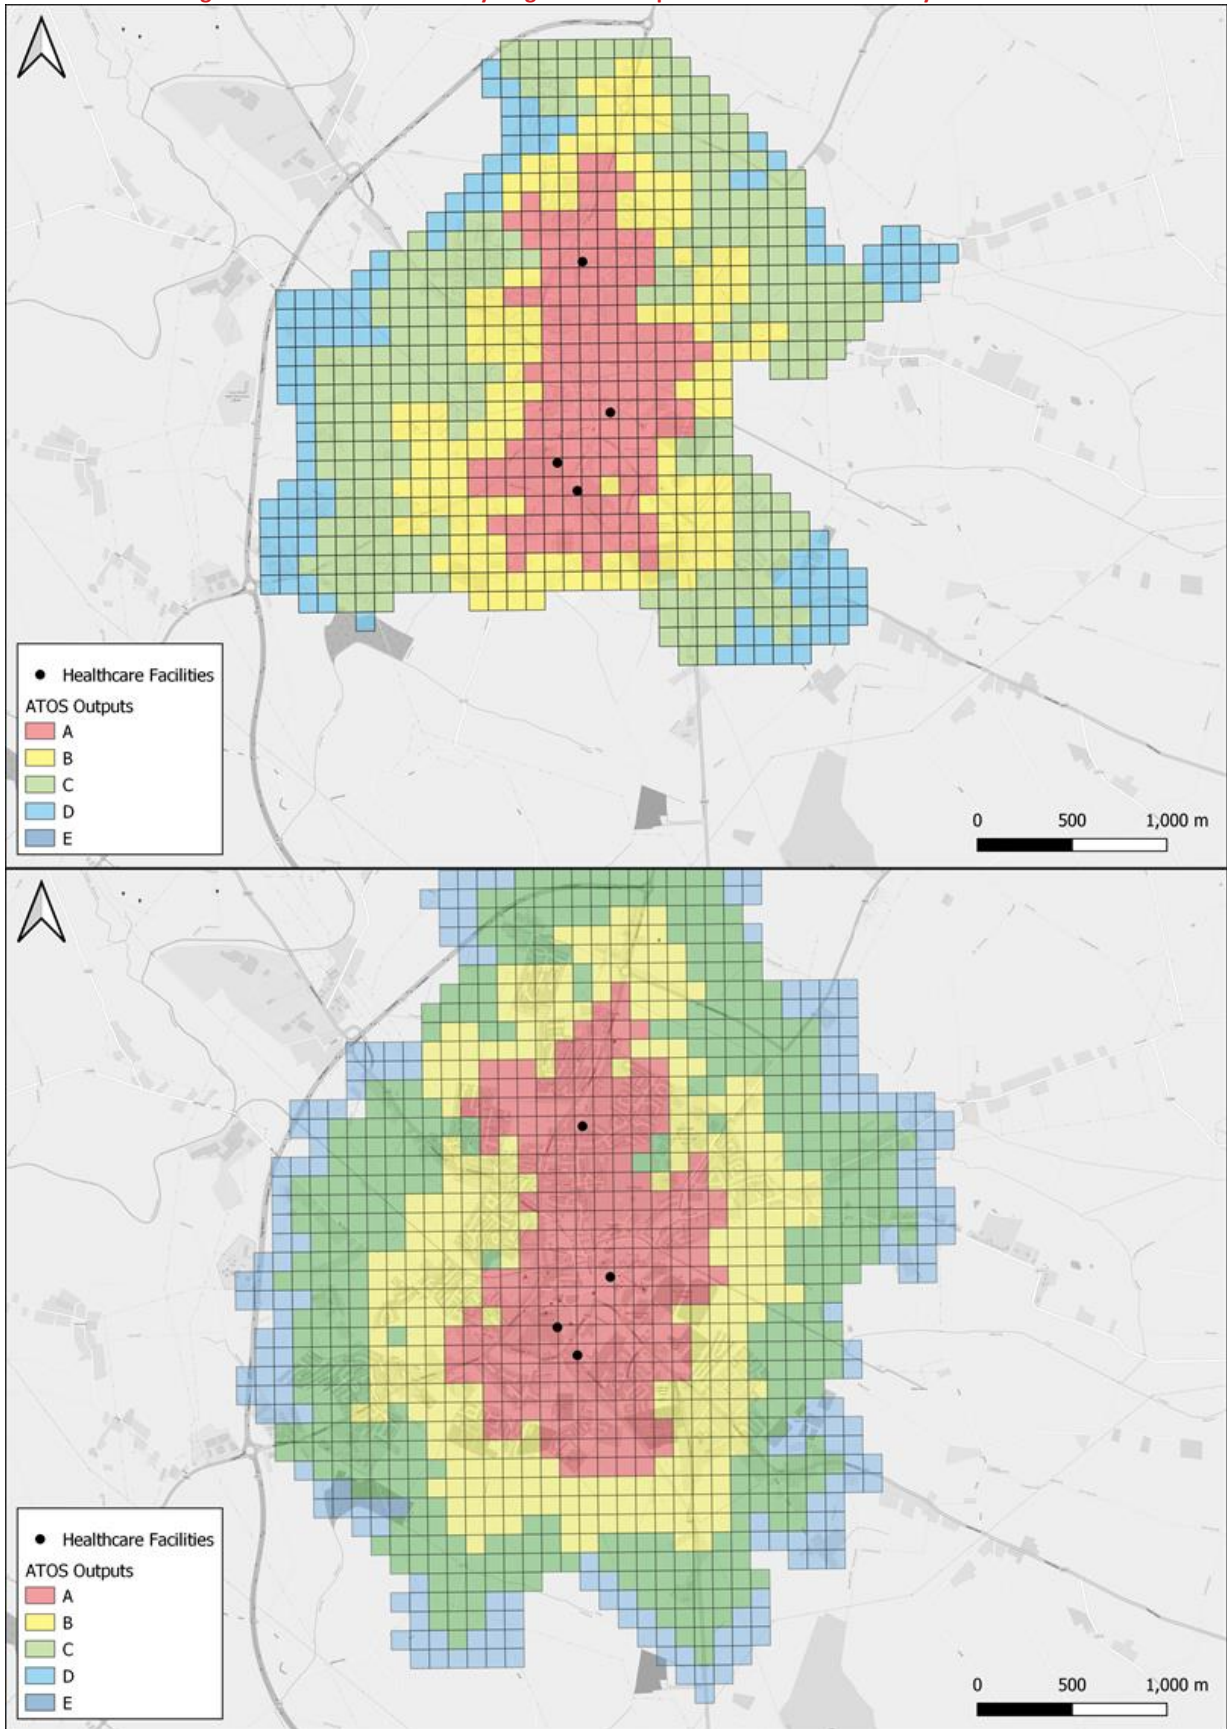 Healthcare Facilities
ATOS Outputs
A
B
C
D
E
0 500 1,000 m
Healthcare Facilities
ATOS Outputs
A
B
C
D
E
0 500 1,000 m